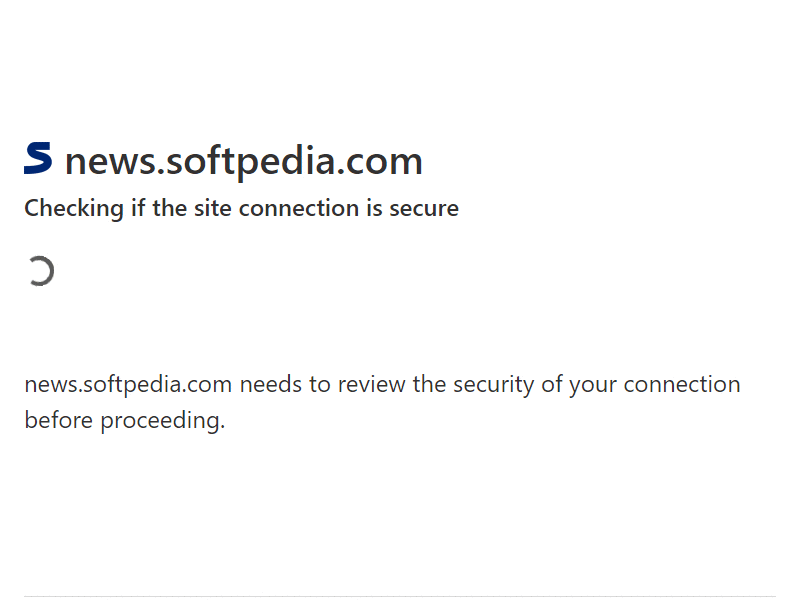 S news.softpedia.com
Checking if the site connection is secure
news.softpedia.com needs to review the security of your connection
before proceeding.